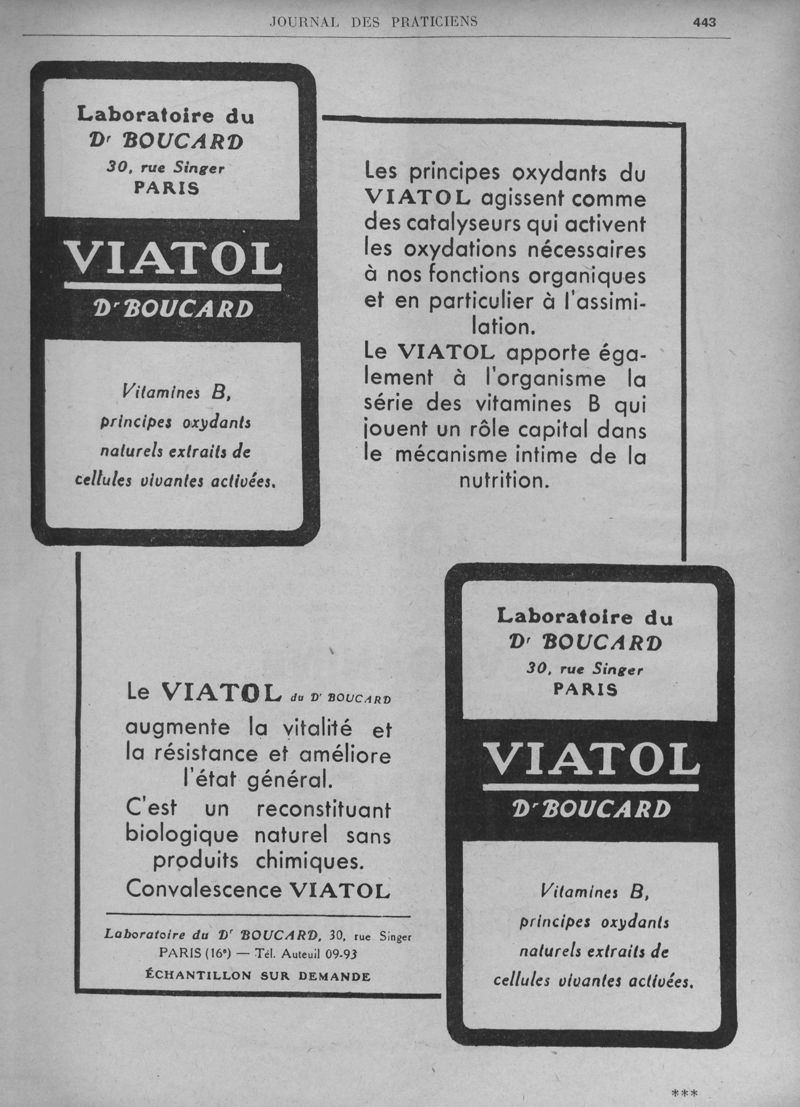 JOURNAL DES PRATICIENS 443
Laboratoire du
Dr BOUCARD
30, rue Singer
PARIS
VIATOL
Dr BOUCARD
Vitamines B,
principes oxydants
naturels extraits de
cellules vivantes activées.
Les principes oxydants du
VIATOL agissent comme
des catalyseurs qui activent
les oxydations nécessaires
à nos fonctions organiques
et en particulier à l'assimi-
lation.
Le VIATOL apporte éga-
lement à l'organisme la
série des vitamines B qui
jouent un rôle capital dans
le mécanisme intime de la
nutrition.
Le VIATOL du Dr BOUCARD
augmente la vitalité et
la résistance et améliore
l'état général.
C'est un reconstituant
biologique naturel sans
produits chimiques.
Convalescence VIATOL
Laboratoire du Dr BOUCARD, 30, rue Singer
PARIS (16e) — Tél. Auteuil 09-93
ÉCHANTILLON SUR DEMANDE
Laboratoire du
Dr BOUCARD
30, rue Singer
PARIS
VIATOL
Dr BOUCARD
Vitamines B,
principes oxydants
naturels extraits de
cellules vivantes activées.
***